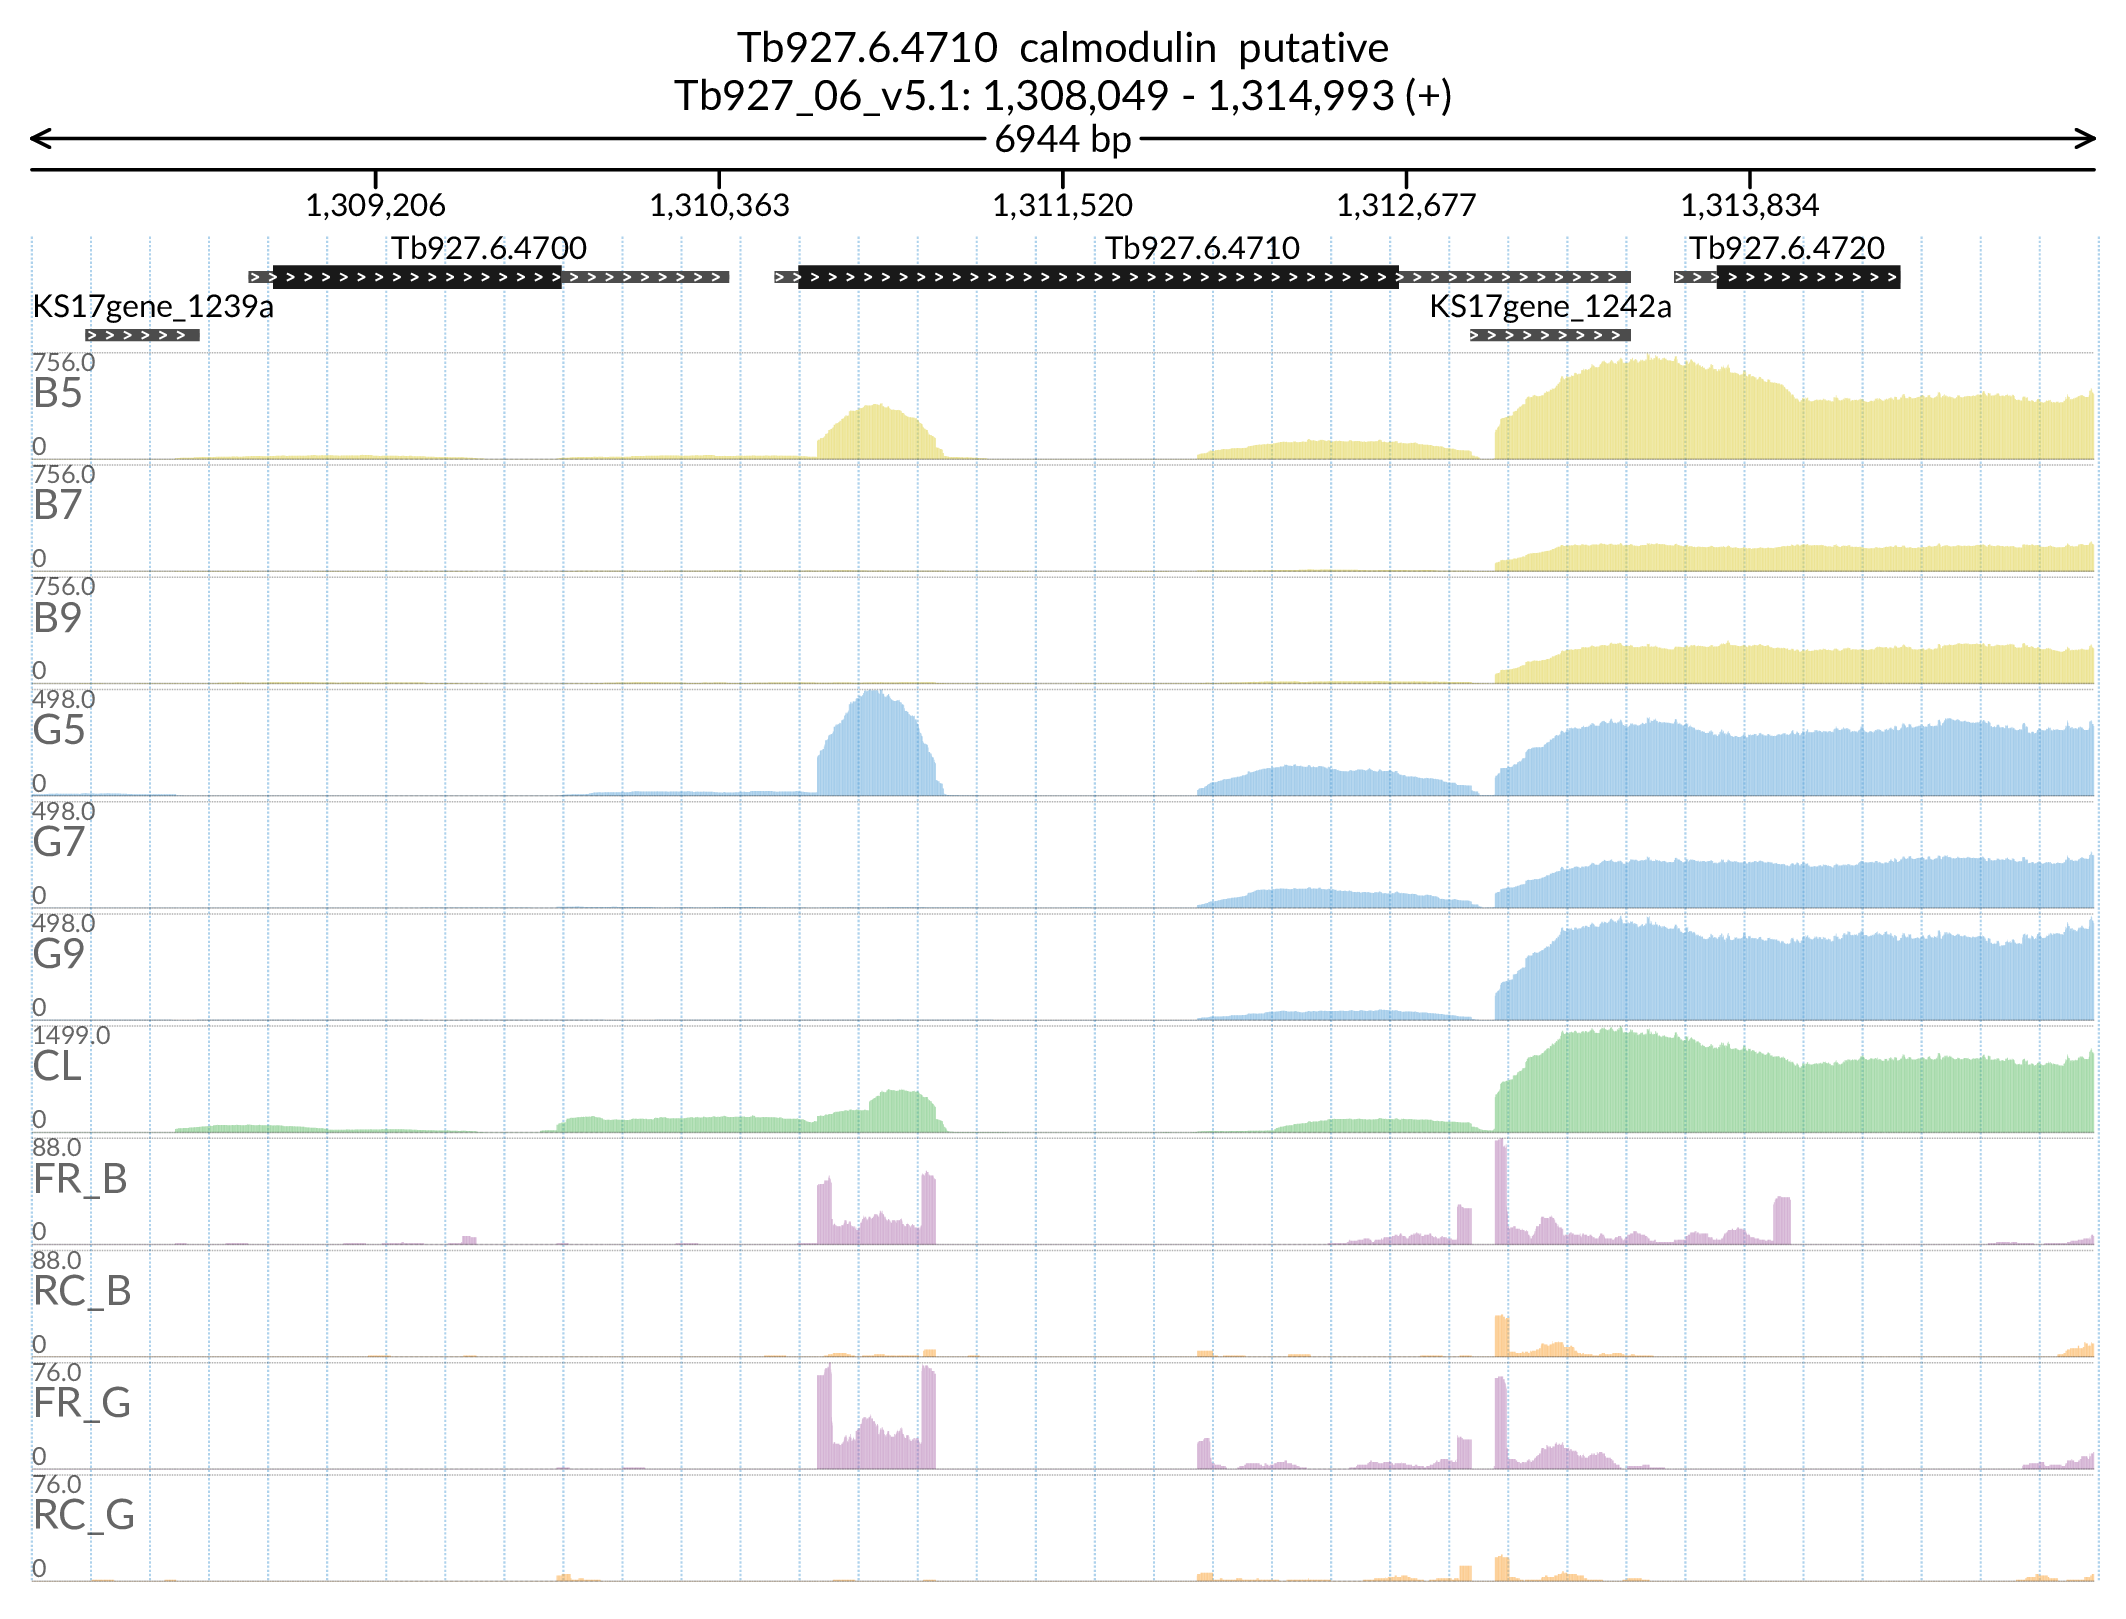 Tb927.6.4710 calmodulin putative
Tb927_06_v5.1: 1,308,049 - 1,314,993 (+)
6944 bp
1,309,206 1,310,363 1,311,520 1,312,677 1,313,834
Tb927.6.4700 Tb927.6.4710 Tb927.6.4720
KS17gene_1239a KS17gene_1242a
756.0
B5
0
756.0
B7
0
756.0
B9
0
498.0
G5
0
498.0
G7
0
498.0
G9
0
1499.0
CL
0
88.0
FR_B
0
88.0
RC_B
0
76.0
FR_G
0
76.0
RC_G
0